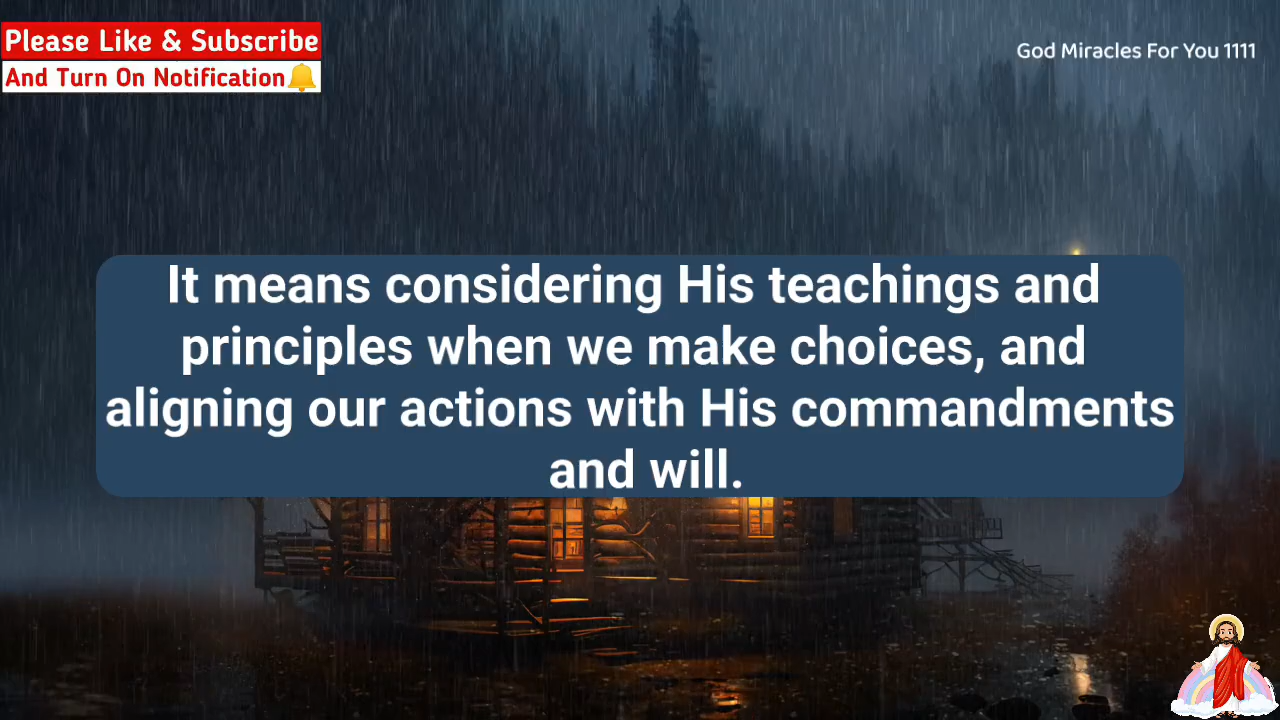 Please Like & Subscribe
And Turn On Notification🔔
God Miracles For You 1111
It means considering His teachings and
principles when we make choices, and
aligning our actions with His commandments
and will.